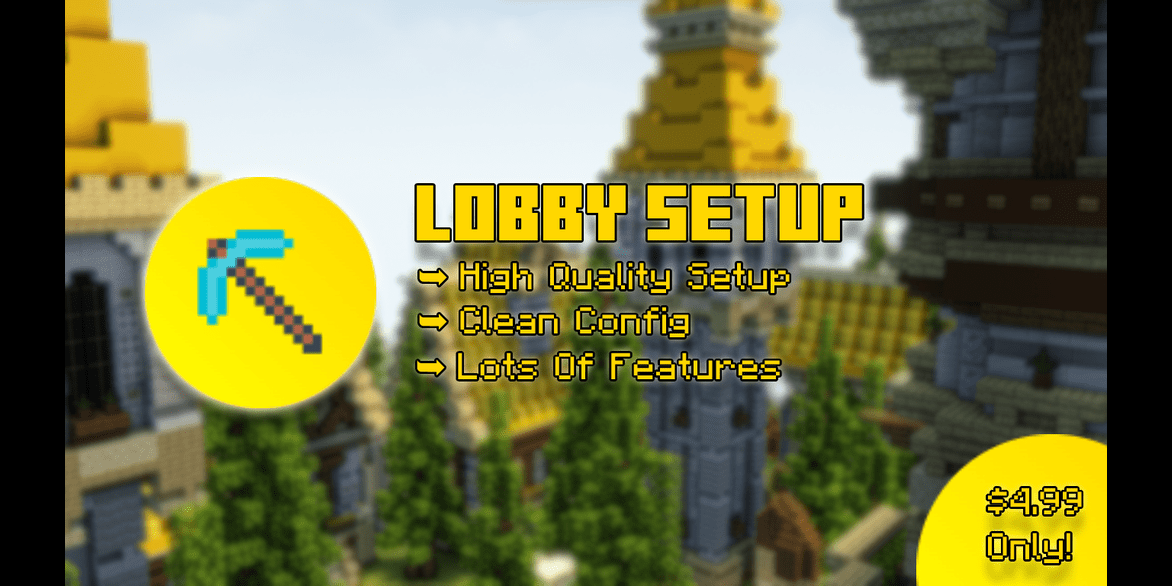 LOBBY SETUP
➥ High Quality Setup
➥ Clean Config
➥ Lots Of Features
$4.99
Only!